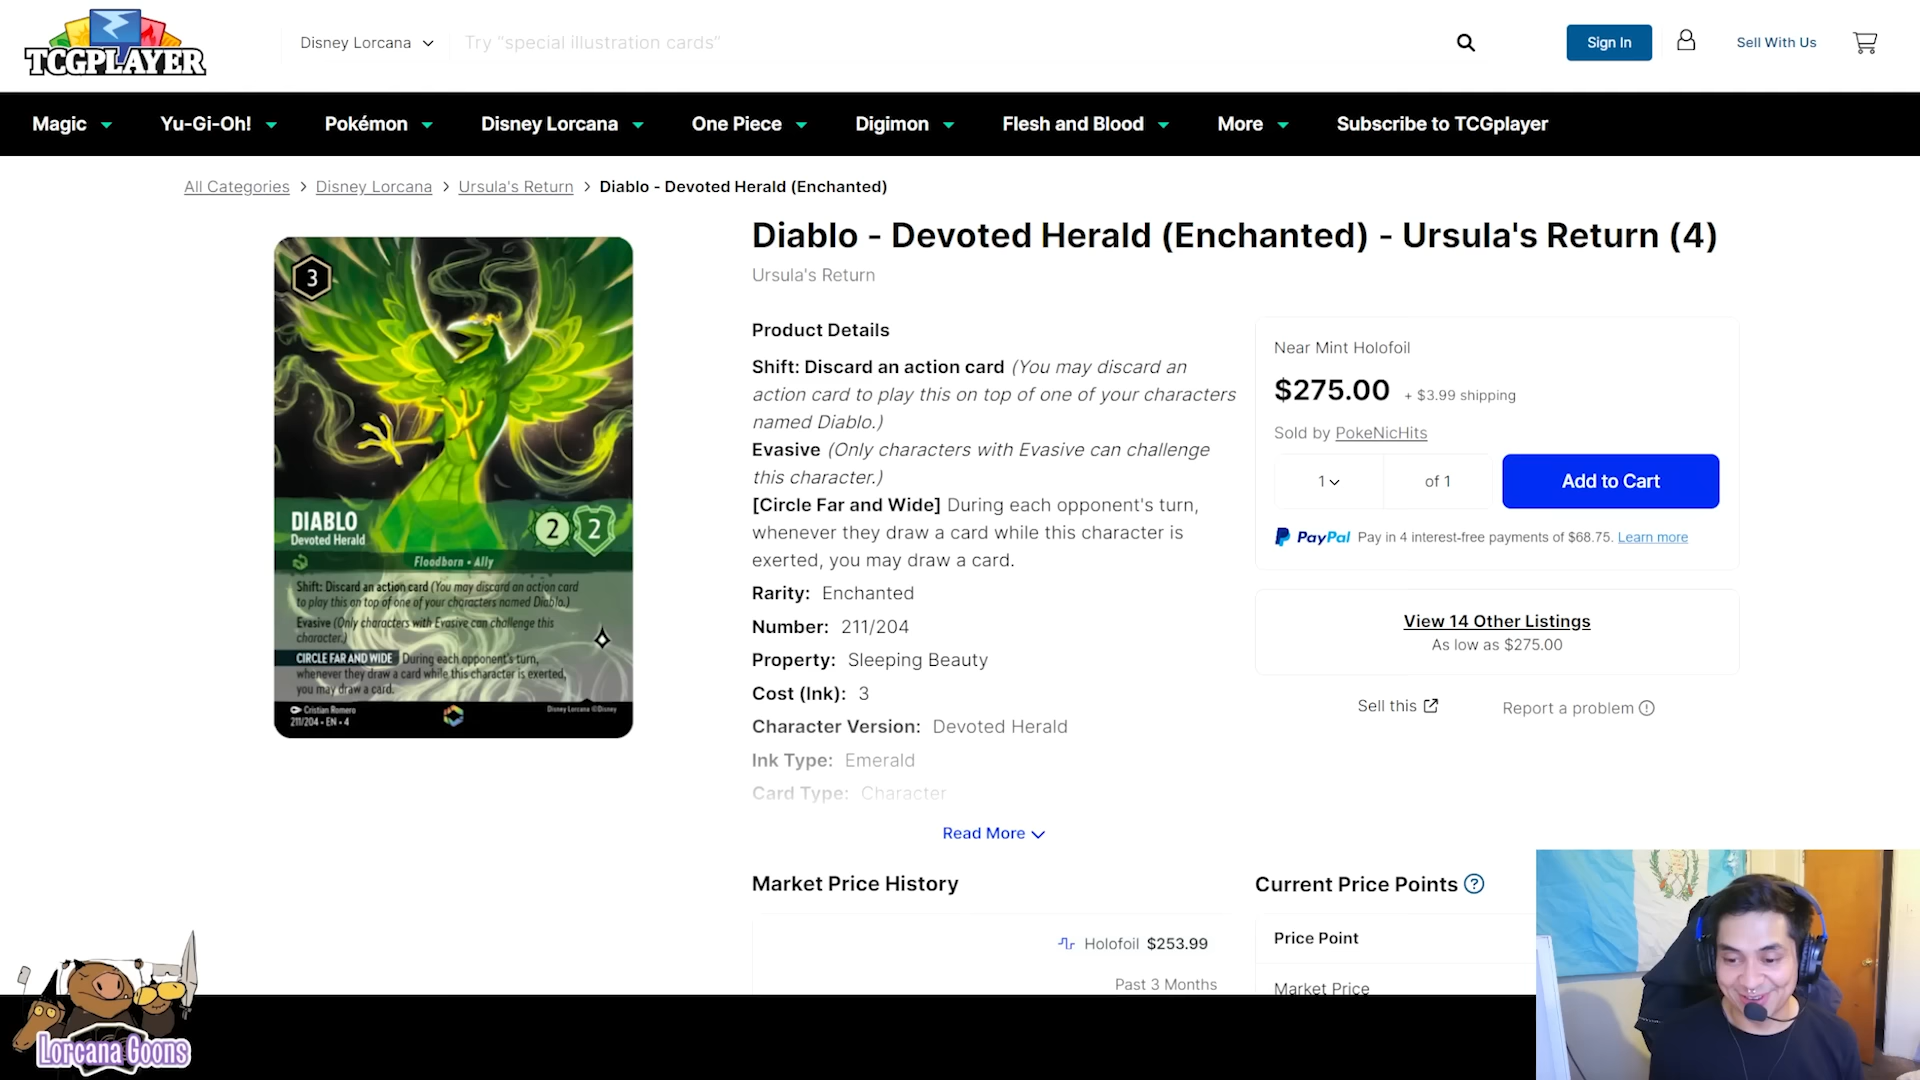 TCGPLAYER
Disney Lorcana
Try "special illustration cards"
Sign In
Sell With Us
Magic
Yu-Gi-Oh!
Pokémon
Disney Lorcana
One Piece
Digimon
Flesh and Blood
More
Subscribe to TCGplayer
All Categories > Disney Lorcana > Ursula's Return > Diablo - Devoted Herald (Enchanted)
3
DIABLO
Devoted Herald
2 2
Floodborn • Ally
Shift: Discard an action card (You may discard an action card
to play this on top of one of your characters named Diablo.)
Evasive (Only characters with Evasive can challenge this
character.)
CIRCLE FAR AND WIDE During each opponent's turn,
whenever they draw a card while this character is exerted,
you may draw a card.
Cristian Romero
Disney Lorcana ©Disney
211/204 • EN • 4
Diablo - Devoted Herald (Enchanted) - Ursula's Return (4)
Ursula's Return
Product Details
Shift: Discard an action card (You may discard an
action card to play this on top of one of your characters
named Diablo.)
Evasive (Only characters with Evasive can challenge
this character.)
[Circle Far and Wide] During each opponent's turn,
whenever they draw a card while this character is
exerted, you may draw a card.
Rarity: Enchanted
Number: 211/204
Property: Sleeping Beauty
Cost (Ink): 3
Character Version: Devoted Herald
Ink Type: Emerald
Card Type: Character
Read More
Near Mint Holofoil
$275.00 + $3.99 shipping
Sold by PokeNicHits
1 of 1
Add to Cart
PayPal Pay in 4 interest-free payments of $68.75. Learn more
View 14 Other Listings
As low as $275.00
Sell this
Report a problem
Market Price History
Holofoil $253.99
Past 3 Months
Current Price Points ?
Price Point
Market Price
Lorcana Goons